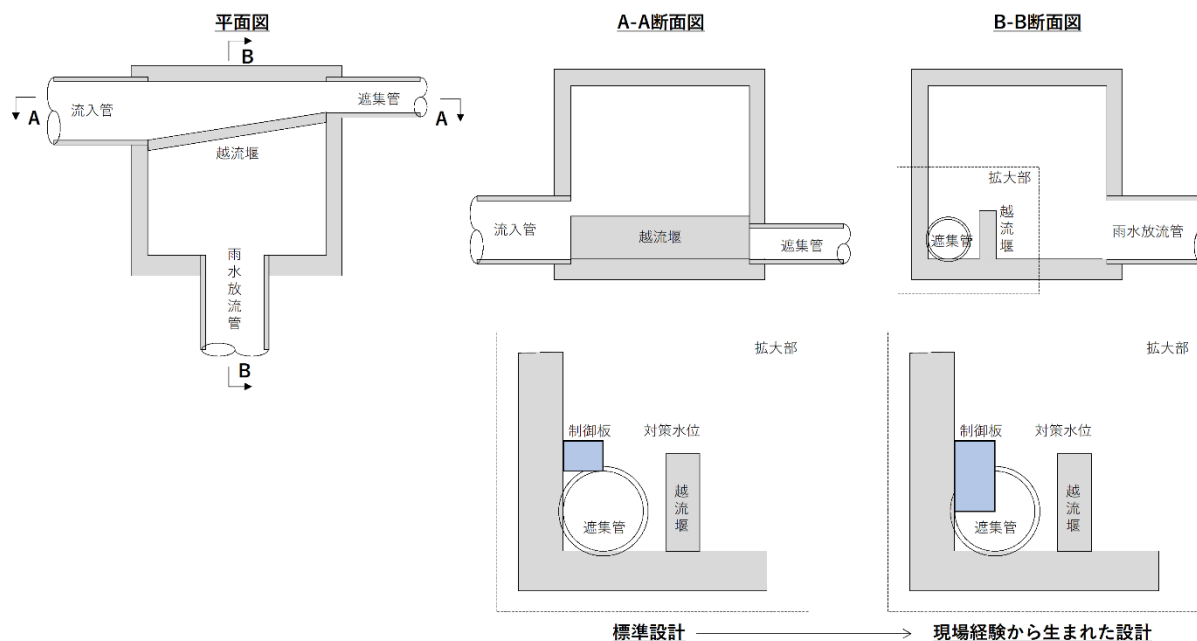 平面図
B
A
流入管
遮集管
A
越流堰
雨水放流管
B
A-A断面図
流入管
越流堰
遮集管
B-B断面図
拡大部
越流堰
遮集管
雨水放流管
拡大部
制御板
対策水位
越流堰
遮集管
拡大部
制御板
対策水位
越流堰
遮集管
標準設計
現場経験から生まれた設計